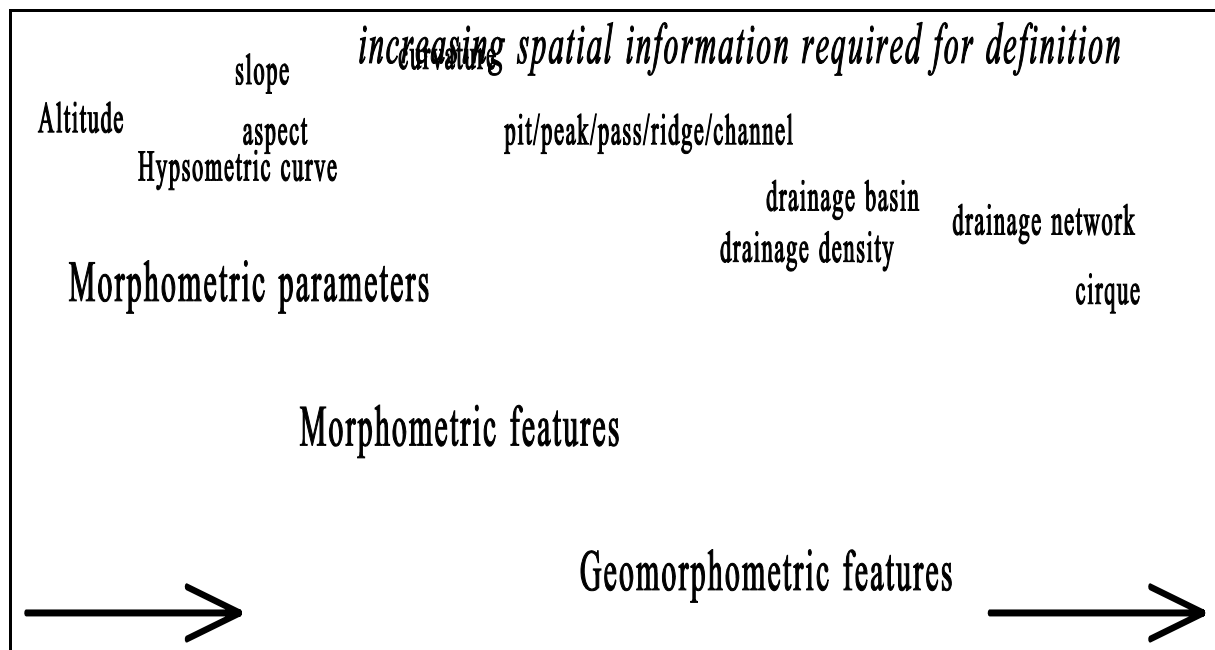 increasing spatial information required for definition
curvature
slope
Altitude
aspect
pit/peak/pass/ridge/channel
Hypsometric curve
drainage basin
drainage network
drainage density
Morphometric parameters
cirque
Morphometric features
Geomorphometric features